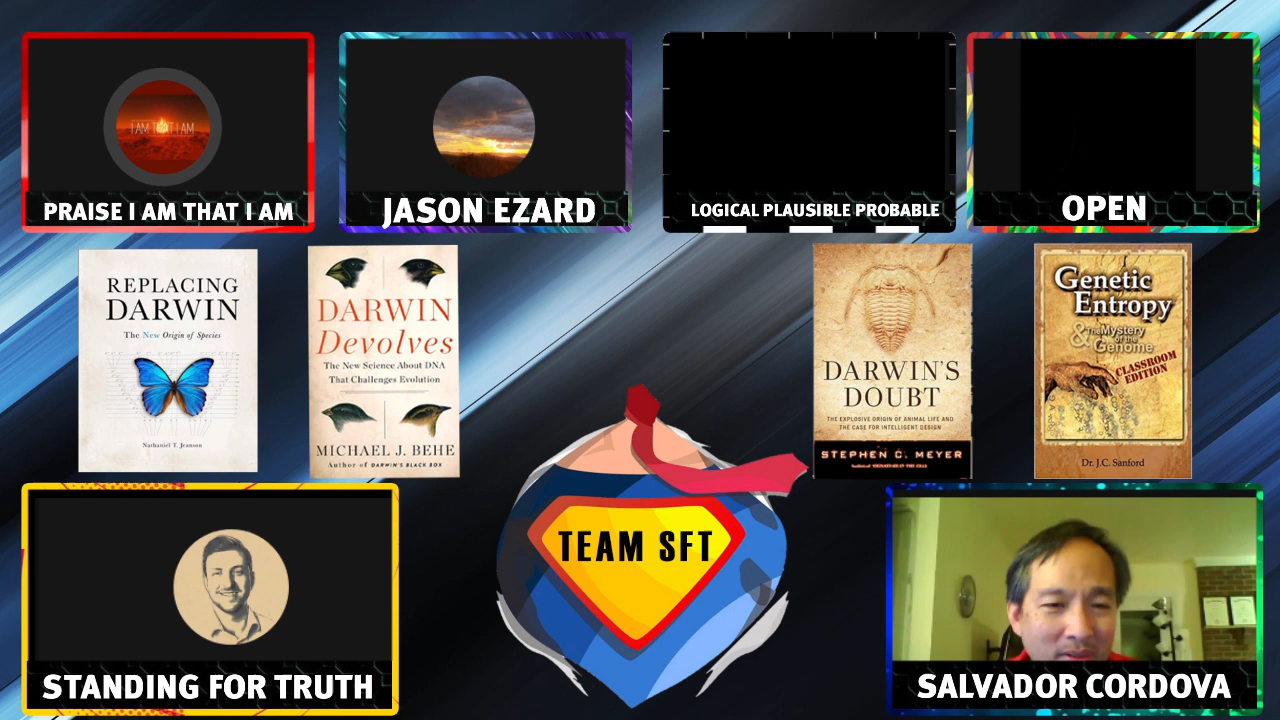 I AM THAT I AM
PRAISE I AM THAT I AM
JASON EZARD
LOGICAL PLAUSIBLE PROBABLE
OPEN
REPLACING
DARWIN
The New Origin of Species
Nathaniel T. Jeanson
DARWIN
Devolves
The New Science About DNA
That Challenges Evolution
MICHAEL J. BEHE
Author of DARWIN'S BLACK BOX
DARWIN'S
DOUBT
THE EXPLOSIVE ORIGIN OF ANIMAL LIFE AND
THE CASE FOR INTELLIGENT DESIGN
STEPHEN C. MEYER
Genetic
Entropy
& The Mystery
of the
Genome
CLASSROOM
EDITION
Dr. J.C. Sanford
TEAM SFT
STANDING FOR TRUTH
SALVADOR CORDOVA